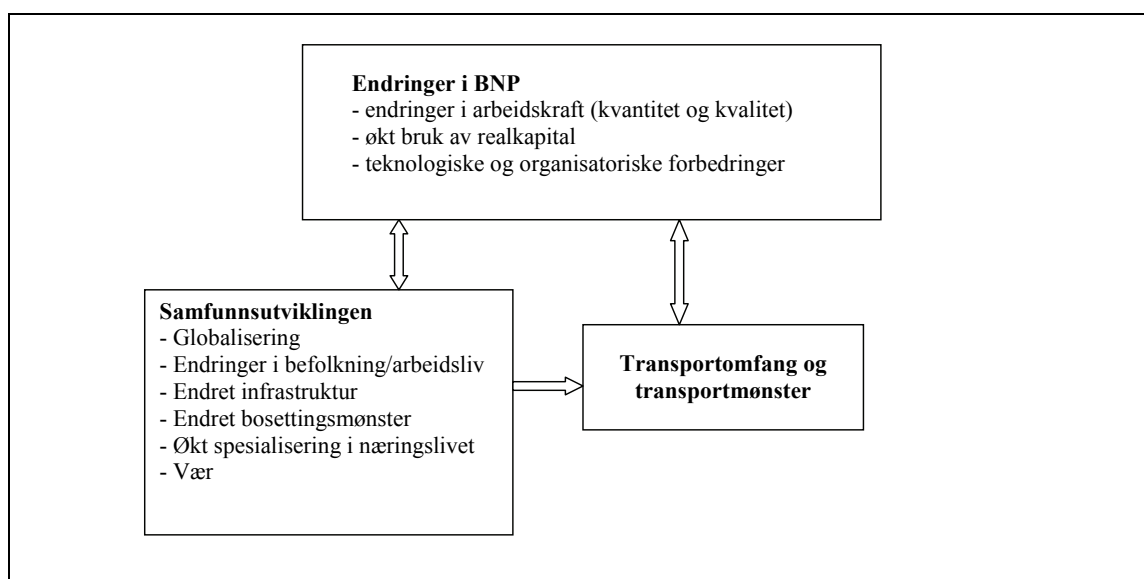 Endringer i BNP
- endringer i arbeidskraft (kvantitet og kvalitet)
- økt bruk av realkapital
- teknologiske og organisatoriske forbedringer
Samfunnsutviklingen
- Globalisering
- Endringer i befolkning/arbeidsliv
- Endret infrastruktur
- Endret bosettingsmønster
- Økt spesialisering i næringslivet
- Vær
Transportomfang og
transportmønster